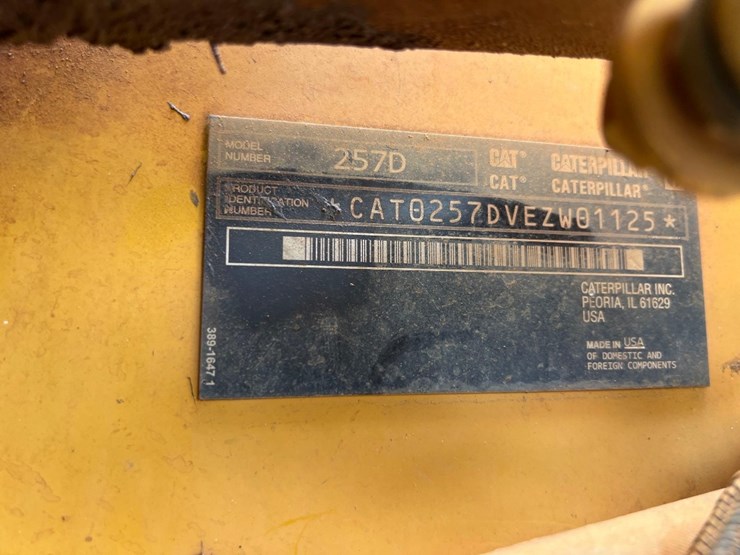 MODEL
NUMBER
257D
CAT® CATERPILLAR
CAT® CATERPILLAR®
PRODUCT
IDENTIFICATION
NUMBER
*CAT0257DVEZW01125*
CATERPILLAR INC.
PEORIA, IL 61629
USA
MADE IN USA
OF DOMESTIC AND
FOREIGN COMPONENTS
389-1647 1